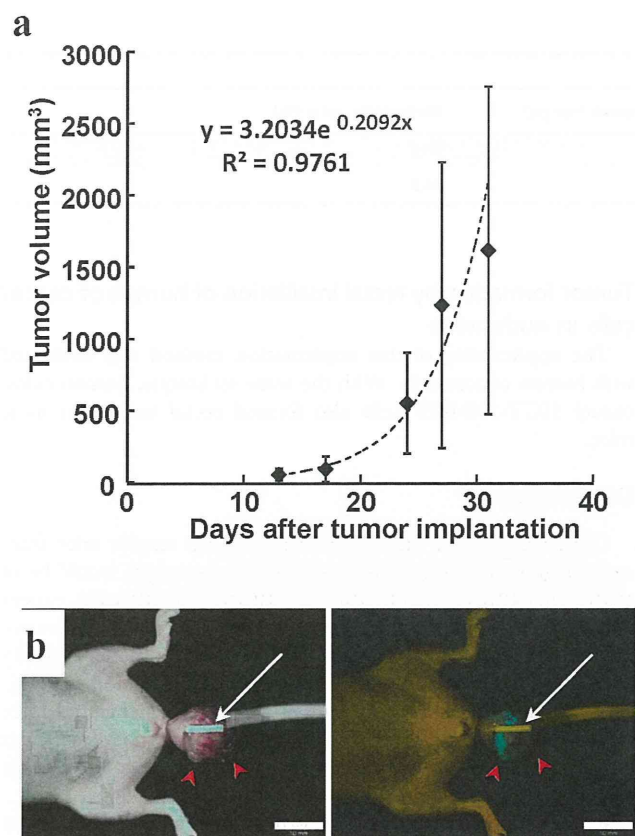 a
3000
2500
2000
1500
1000
500
0
Tumor volume (mm³)
y = 3.2034e 0.2092x
R² = 0.9761
0 10 20 30 40
Days after tumor implantation
b